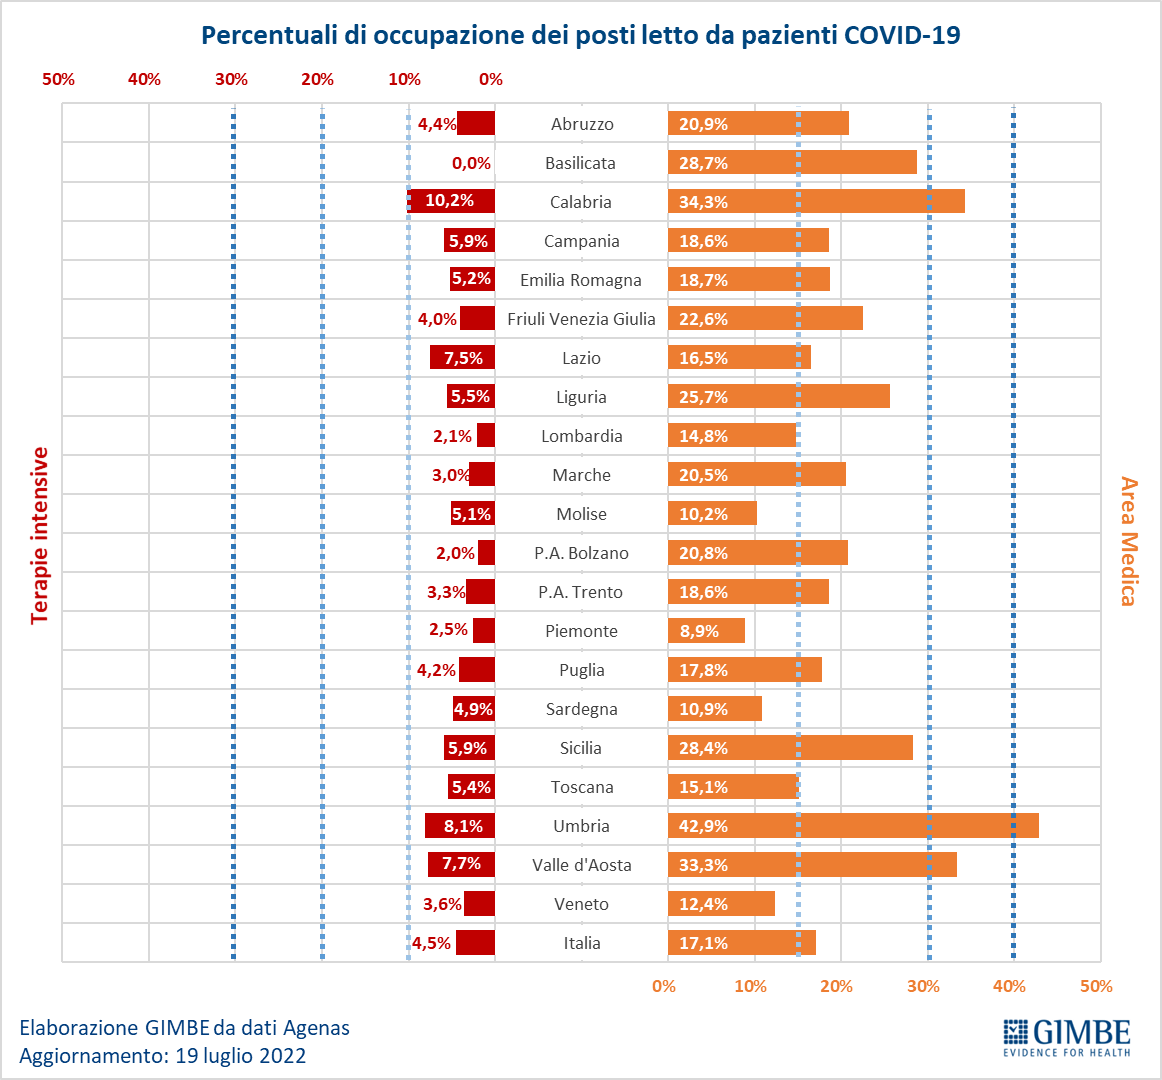 Percentuali di occupazione dei posti letto da pazienti COVID-19
50% 40% 30% 20% 10% 0%
4,4% Abruzzo 20,9%
0,0% Basilicata 28,7%
10,2% Calabria 34,3%
5,9% Campania 18,6%
5,2% Emilia Romagna 18,7%
4,0% Friuli Venezia Giulia 22,6%
7,5% Lazio 16,5%
5,5% Liguria 25,7%
2,1% Lombardia 14,8%
3,0% Marche 20,5%
5,1% Molise 10,2%
2,0% P.A. Bolzano 20,8%
3,3% P.A. Trento 18,6%
2,5% Piemonte 8,9%
4,2% Puglia 17,8%
4,9% Sardegna 10,9%
5,9% Sicilia 28,4%
5,4% Toscana 15,1%
8,1% Umbria 42,9%
7,7% Valle d'Aosta 33,3%
3,6% Veneto 12,4%
4,5% Italia 17,1%
Terapie intensive
Area Medica
0% 10% 20% 30% 40% 50%
Elaborazione GIMBE da dati Agenas
Aggiornamento: 19 luglio 2022
GIMBE
EVIDENCE FOR HEALTH